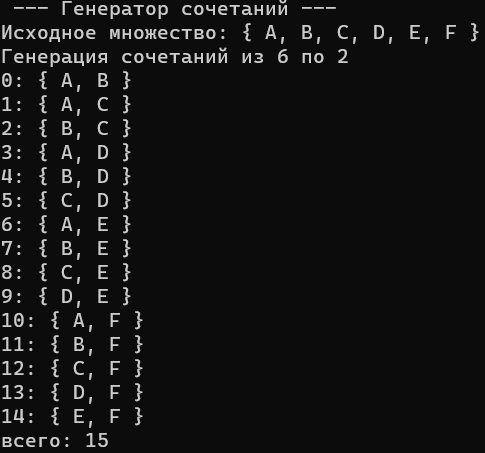 --- Генератор сочетаний ---
Исходное множество: { A, B, C, D, E, F }
Генерация сочетаний из 6 по 2
0: { A, B }
1: { A, C }
2: { B, C }
3: { A, D }
4: { B, D }
5: { C, D }
6: { A, E }
7: { B, E }
8: { C, E }
9: { D, E }
10: { A, F }
11: { B, F }
12: { C, F }
13: { D, F }
14: { E, F }
всего: 15